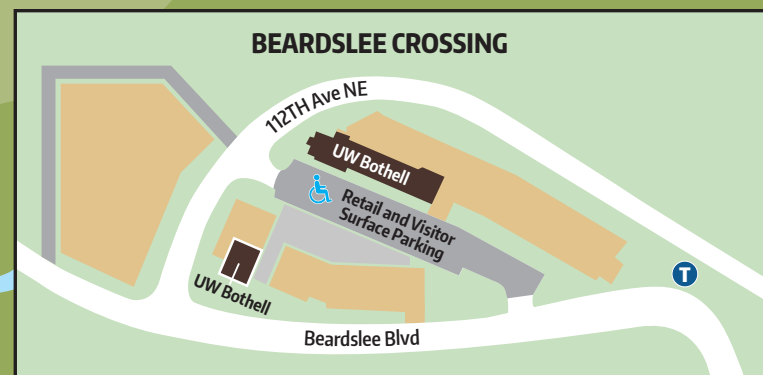 BEARDSLEE CROSSING
112TH Ave NE
UW Bothell
Retail and Visitor
Surface Parking
UW Bothell
T
Beardslee Blvd